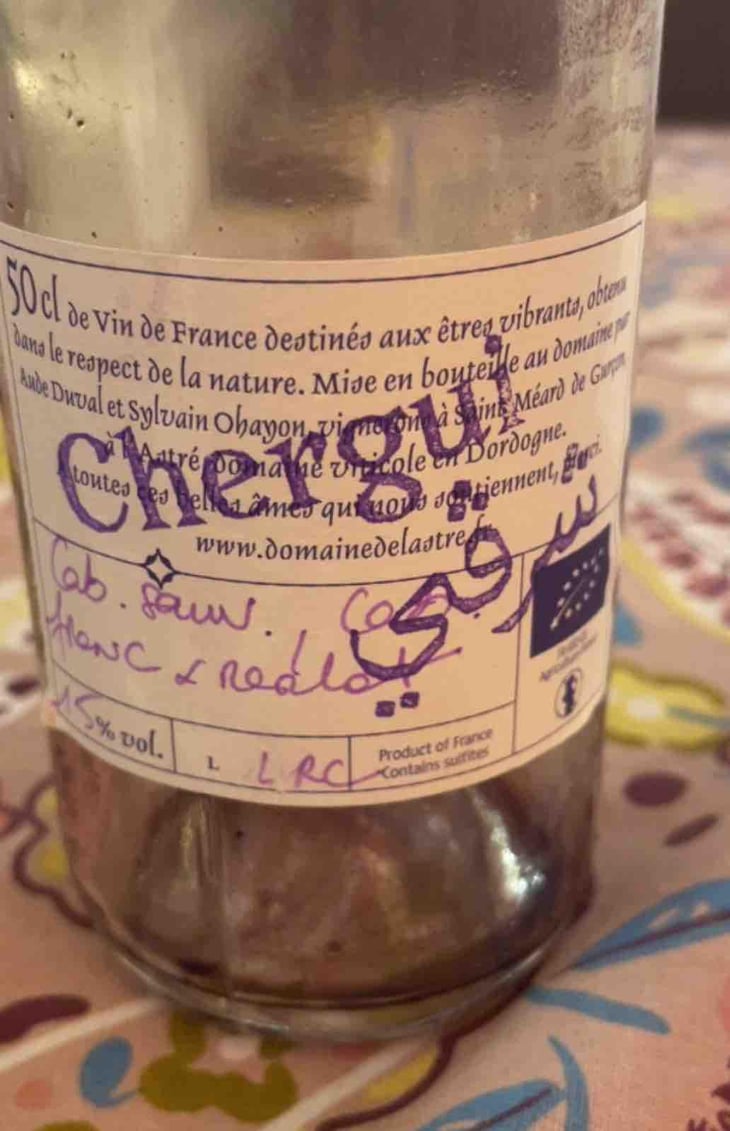 50cl de Vin de France destinés aux êtres vibrants, obtenu
dans le respect de la nature. Mise en bouteille au domaine par
Aude Duval et Sylvain Ohayon, vignerons à Saint Méard de Gurçon,
à l'Astré, domaine viticole en Dordogne.
A toutes ces belles âmes qui nous soutiennent, Merci.
www.domainedelastre.fr
Chergui
شرقي
Cab. Sauv. / Cab
franc & Merlot
15% vol.
L LRC
Product of France
Contains sulfites
Agriculture